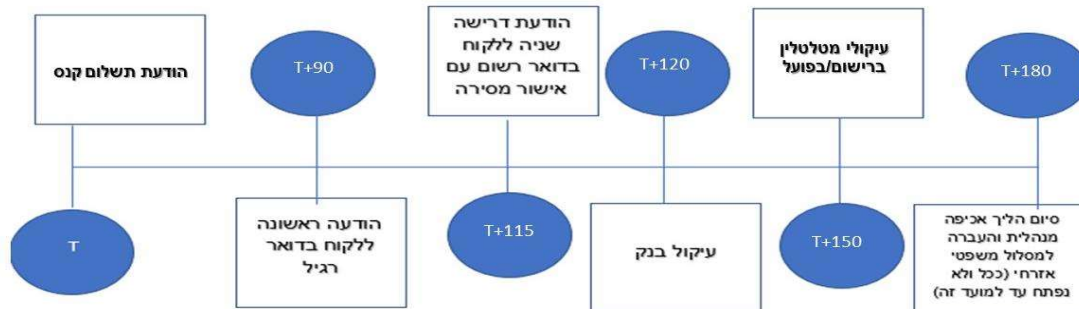 הודעת תשלום קנס
T+90
הודעת דרישה
שניה ללקוח
בדואר רשום עם
אישור מסירה
T+120
עיקולי מטלטלין
ברישום/בפועל
T+180
T
הודעה ראשונה
ללקוח בדואר
רגיל
T+115
עיקול בנק
T+150
סיום הליך אכיפה
מנהלית והעברה
למסלול משפטי
אזרחי (ככל ולא
נפתח עד למועד זה)